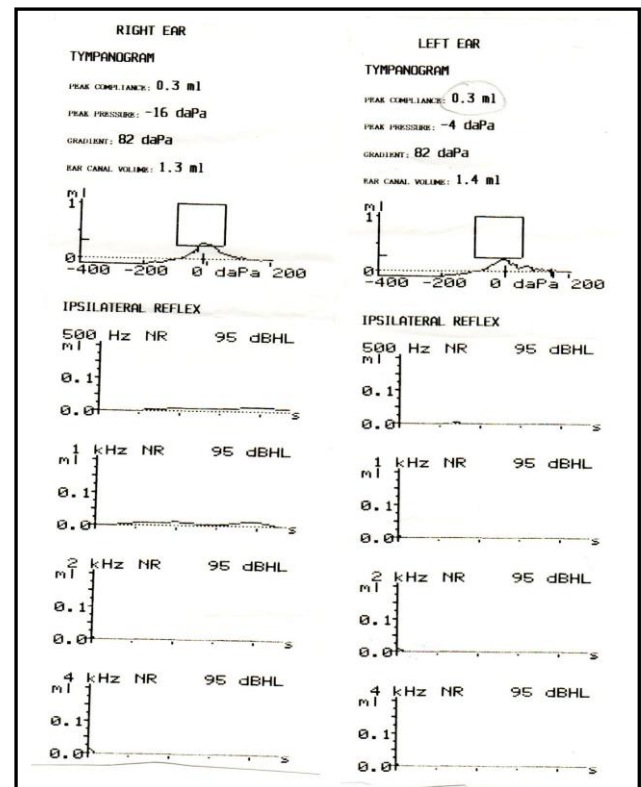 RIGHT EAR
TYMPANOGRAM
PEAK COMPLIANCE: 0.3 ml
PEAK PRESSURE: -16 daPa
GRADIENT: 82 daPa
EAR CANAL VOLUME: 1.3 ml
ml
1
0
-400 -200 0 daPa 200
IPSILATERAL REFLEX
500 Hz NR 95 dBHL
ml
0.1
0.0
s
1 kHz NR 95 dBHL
ml
0.1
0.0
s
2 kHz NR 95 dBHL
ml
0.1
0.0
s
4 kHz NR 95 dBHL
ml
0.1
0.0
s
LEFT EAR
TYMPANOGRAM
PEAK COMPLIANCE: 0.3 ml
PEAK PRESSURE: -4 daPa
GRADIENT: 82 daPa
EAR CANAL VOLUME: 1.4 ml
ml
1
0
-400 -200 0 daPa 200
IPSILATERAL REFLEX
500 Hz NR 95 dBHL
ml
0.1
0.0
s
1 kHz NR 95 dBHL
ml
0.1
0.0
s
2 kHz NR 95 dBHL
ml
0.1
0.0
s
4 kHz NR 95 dBHL
ml
0.1
0.0
s